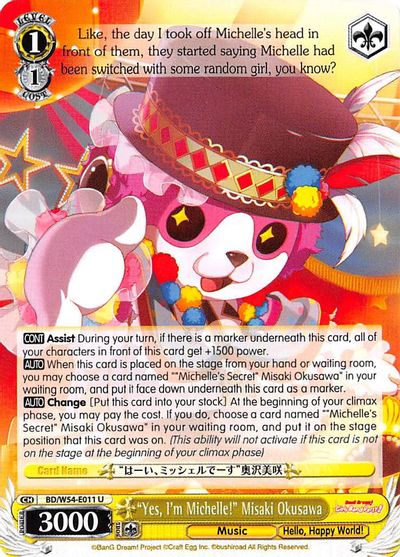 LEVEL
1
1
COST
Like, the day I took off Michelle's head in
front of them, they started saying Michelle had
been switched with some random girl, you know?
CONT Assist During your turn, if there is a marker underneath this card, all of
your characters in front of this card get +1500 power.
AUTO When this card is placed on the stage from your hand or waiting room,
you may choose a card named ""Michelle's Secret" Misaki Okusawa" in your
waiting room, and put it face down underneath this card as a marker.
AUTO Change [Put this card into your stock] At the beginning of your climax
phase, you may pay the cost. If you do, choose a card named ""Michelle's
Secret" Misaki Okusawa" in your waiting room, and put it on the stage
position that this card was in. (This ability will not activate if this card is not
on the stage at the beginning of your climax phase)
Card Name
"はーい、ミッシェルでーす"奥沢美咲
BD/W54-E011 U
"Yes, I'm Michelle!" Misaki Okusawa
POWER
3000
SOUL
Music
Hello, Happy World!
©BanG Dream! Project ©Craft Egg Inc. ©bushiroad All Rights Reserved.